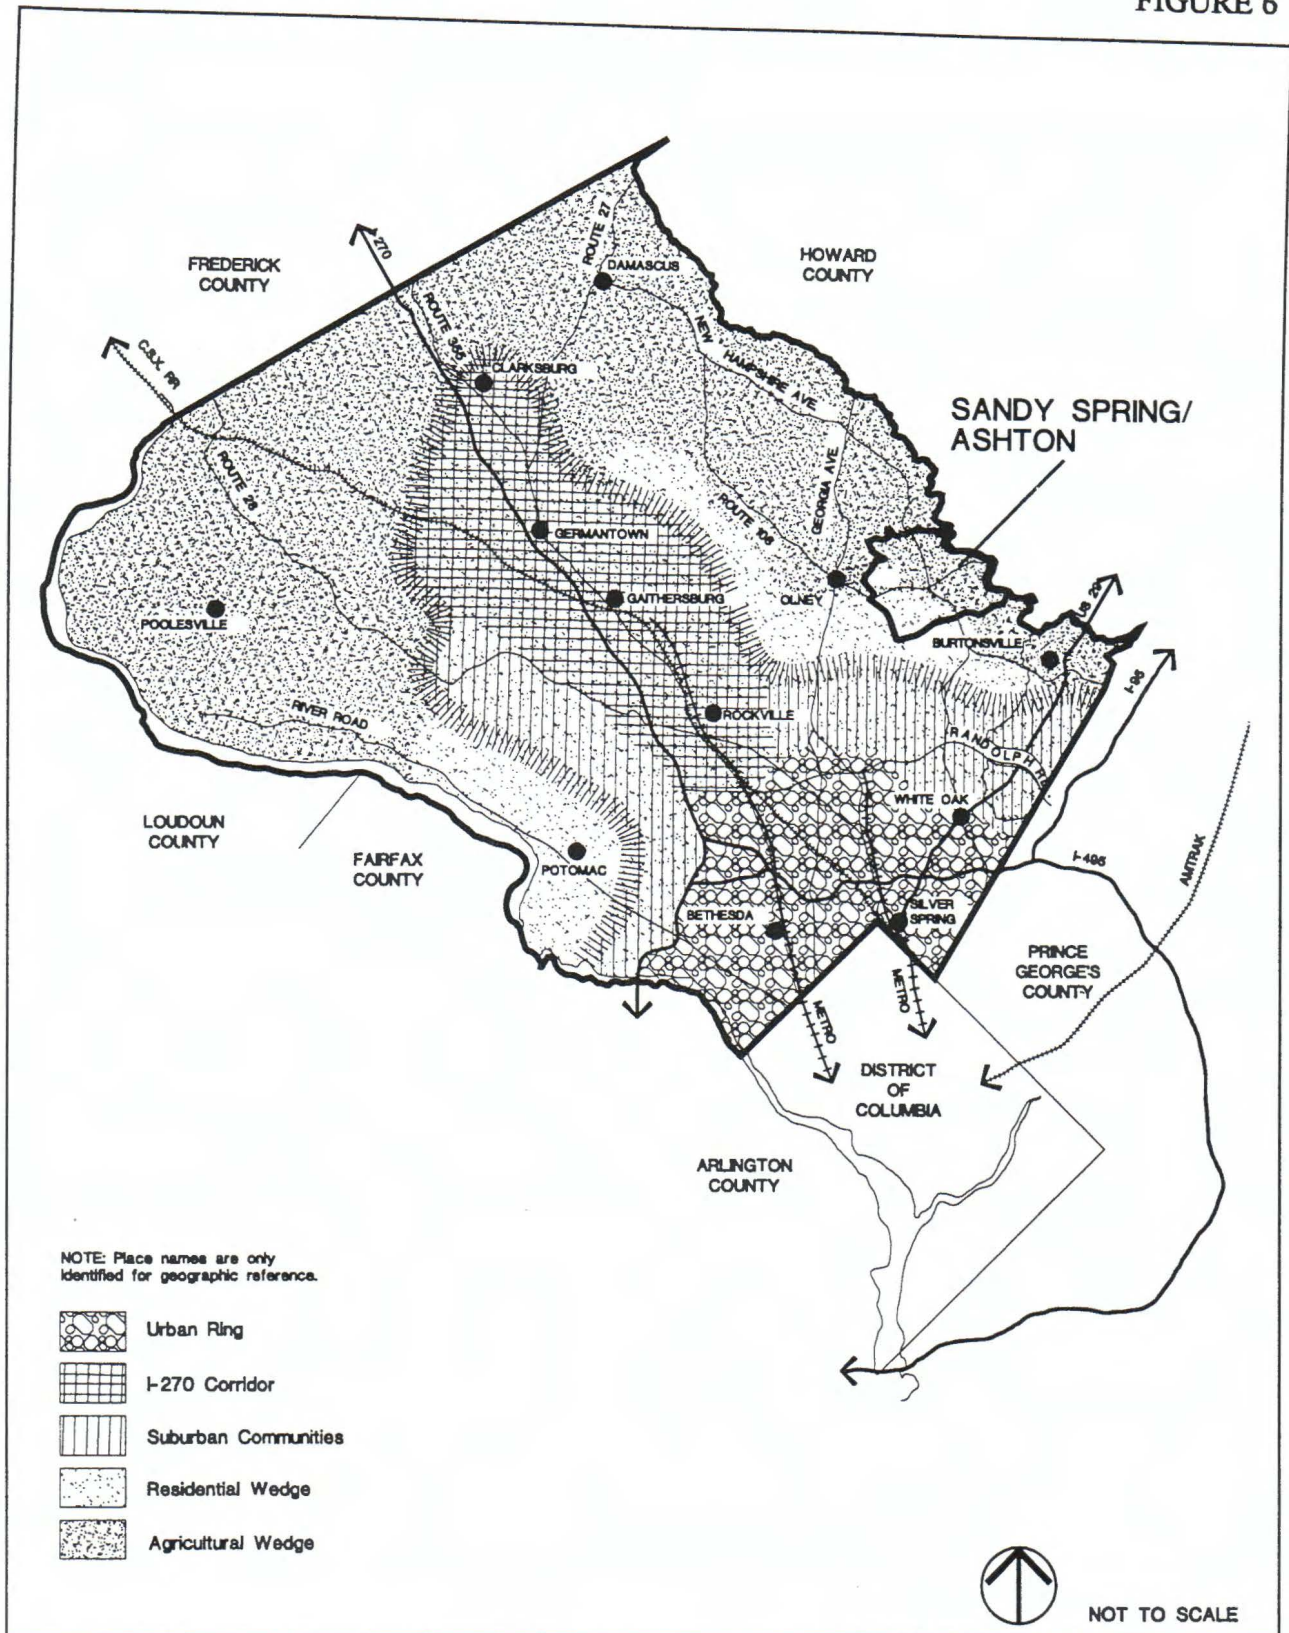 FIGURE 6
FREDERICK
COUNTY
HOWARD
COUNTY
I-270
ROUTE 27
DAMASCUS
C.S.X. RR
ROUTE 355
CLARKSBURG
NEW HAMPSHIRE AVE.
SANDY SPRING/
ASHTON
ROUTE 28
GEORGIA AVE.
ROUTE 108
GERMANTOWN
GAITHERSBURG
OLNEY
US 29
POOLESVILLE
BURTONSVILLE
I-95
RIVER ROAD
ROCKVILLE
RANDOLPH RD
WHITE OAK
LOUDOUN
COUNTY
FAIRFAX
COUNTY
POTOMAC
I-495
AMTRAK
BETHESDA
SILVER
SPRING
PRINCE
GEORGE'S
COUNTY
METRO
METRO
DISTRICT
OF
COLUMBIA
ARLINGTON
COUNTY
NOTE: Place names are only
identified for geographic reference.
Urban Ring
I-270 Corridor
Suburban Communities
Residential Wedge
Agricultural Wedge
NOT TO SCALE